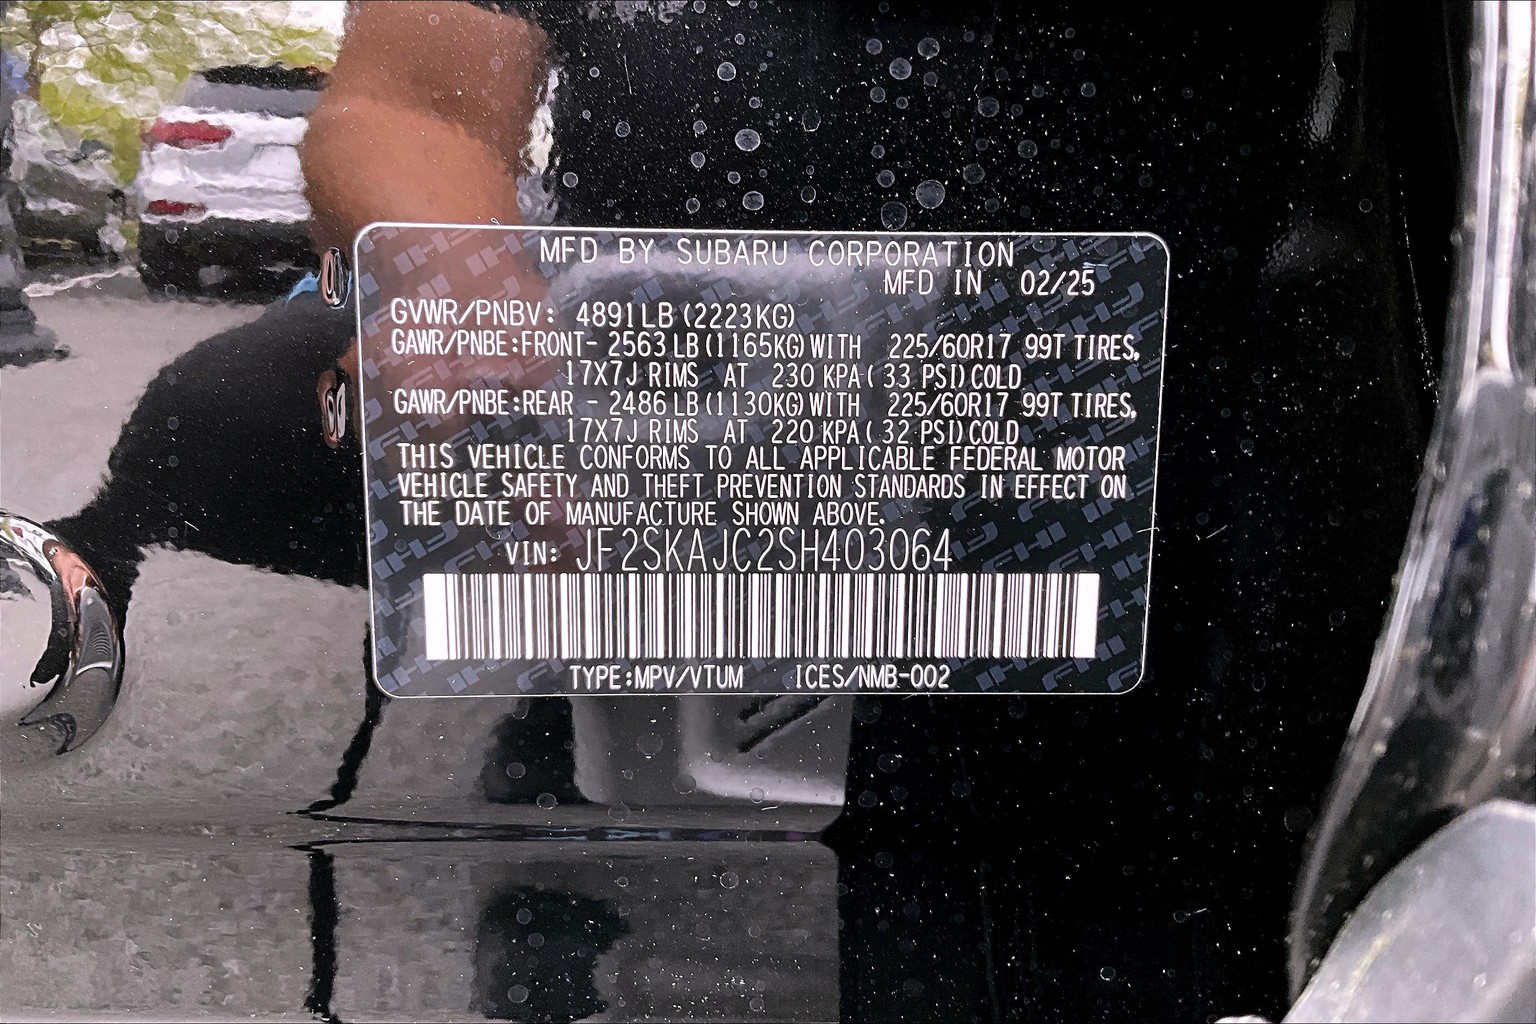 MFD BY SUBARU CORPORATION
MFD IN 02/25
GVWR/PNBV: 4891LB(2223KG)
GAWR/PNBE:FRONT- 2563LB(1165KG)WITH 225/60R17 99T TIRES,
17X7J RIMS AT 230 KPA( 33 PSI)COLD
GAWR/PNBE:REAR - 2486LB(1130KG)WITH 225/60R17 99T TIRES,
17X7J RIMS AT 220 KPA( 32 PSI)COLD
THIS VEHICLE CONFORMS TO ALL APPLICABLE FEDERAL MOTOR
VEHICLE SAFETY AND THEFT PREVENTION STANDARDS IN EFFECT ON
THE DATE OF MANUFACTURE SHOWN ABOVE.
VIN: JF2SKAJC2SH403064
TYPE:MPV/VTUM ICES/NMB-002